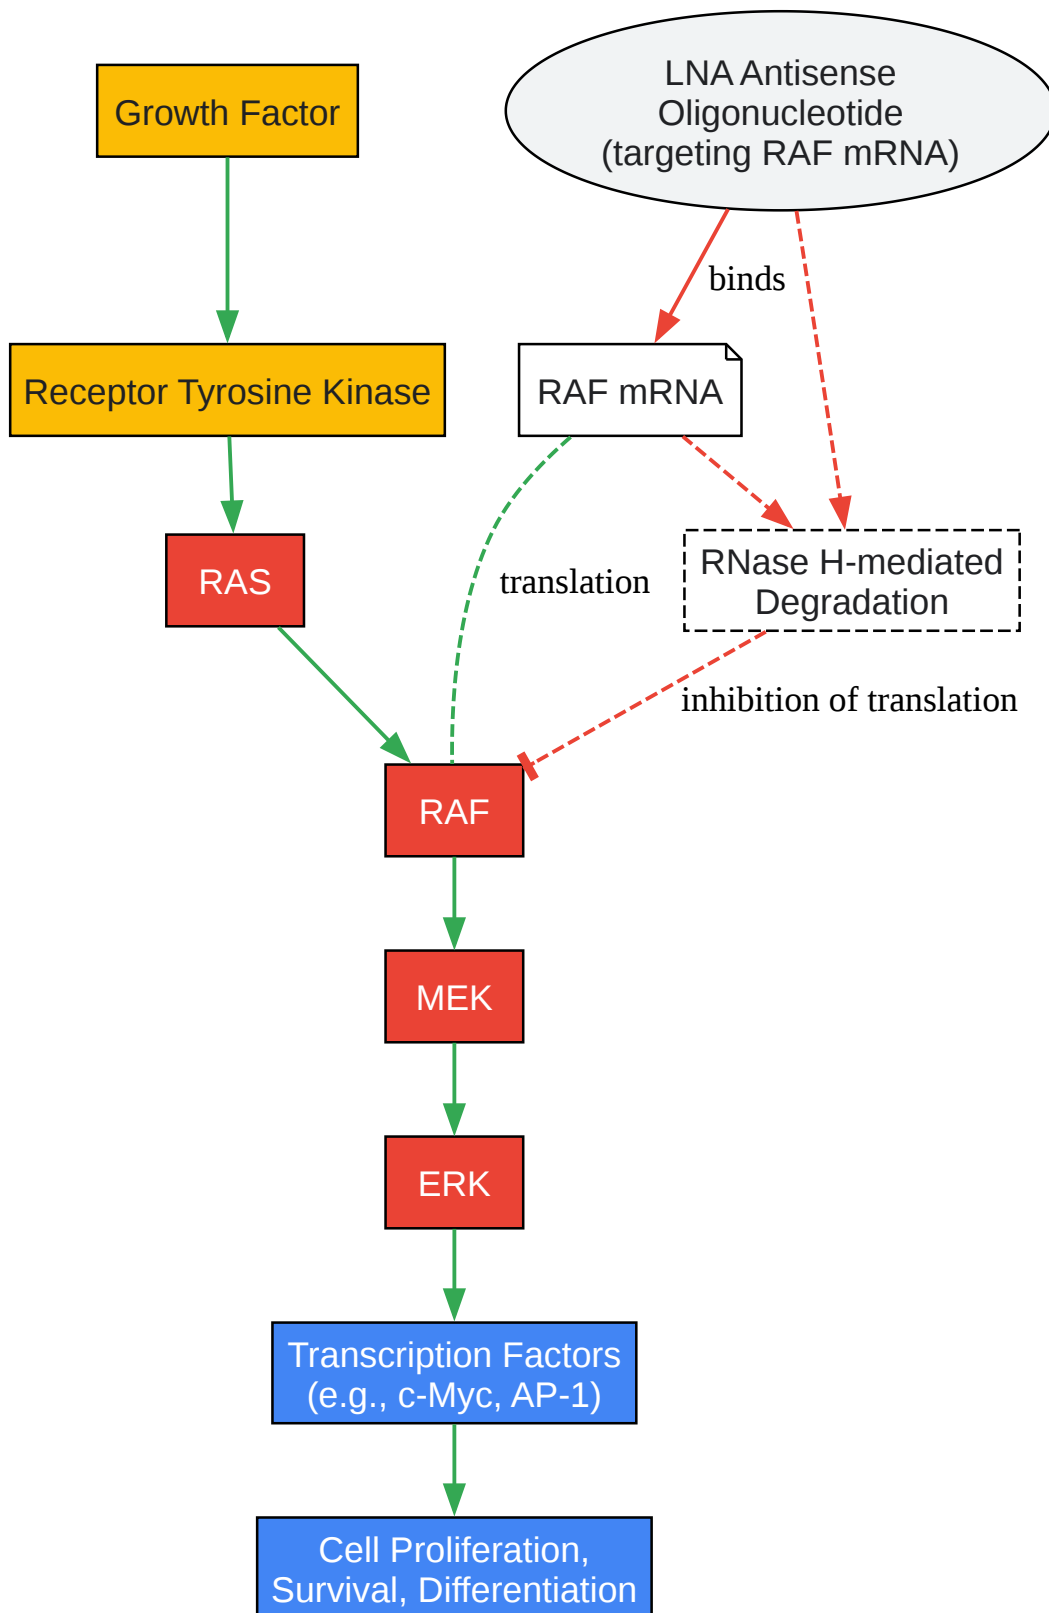 Growth Factor
LNA Antisense
Oligonucleotide
(targeting RAF mRNA)
binds
Receptor Tyrosine Kinase
RAF mRNA
RAS
translation
RNase H-mediated
Degradation
inhibition of translation
RAF
MEK
ERK
Transcription Factors
(e.g., c-Myc, AP-1)
Cell Proliferation,
Survival, Differentiation